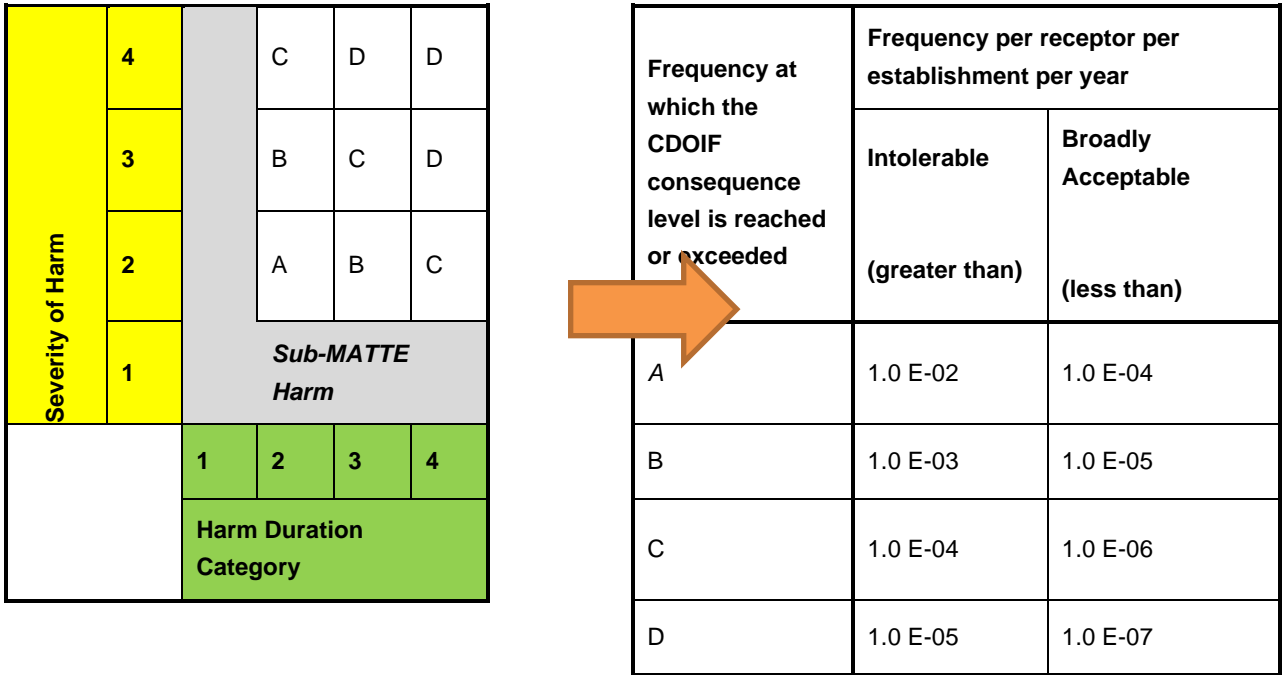 Severity of Harm
4
C
D
D
3
B
C
D
2
A
B
C
1
Sub-MATTE
Harm
1
2
3
4
Harm Duration
Category
Frequency at
which the
CDOIF
consequence
level is reached
or exceeded
Frequency per receptor per
establishment per year
Intolerable
(greater than)
Broadly
Acceptable
(less than)
A
1.0 E-02
1.0 E-04
B
1.0 E-03
1.0 E-05
C
1.0 E-04
1.0 E-06
D
1.0 E-05
1.0 E-07